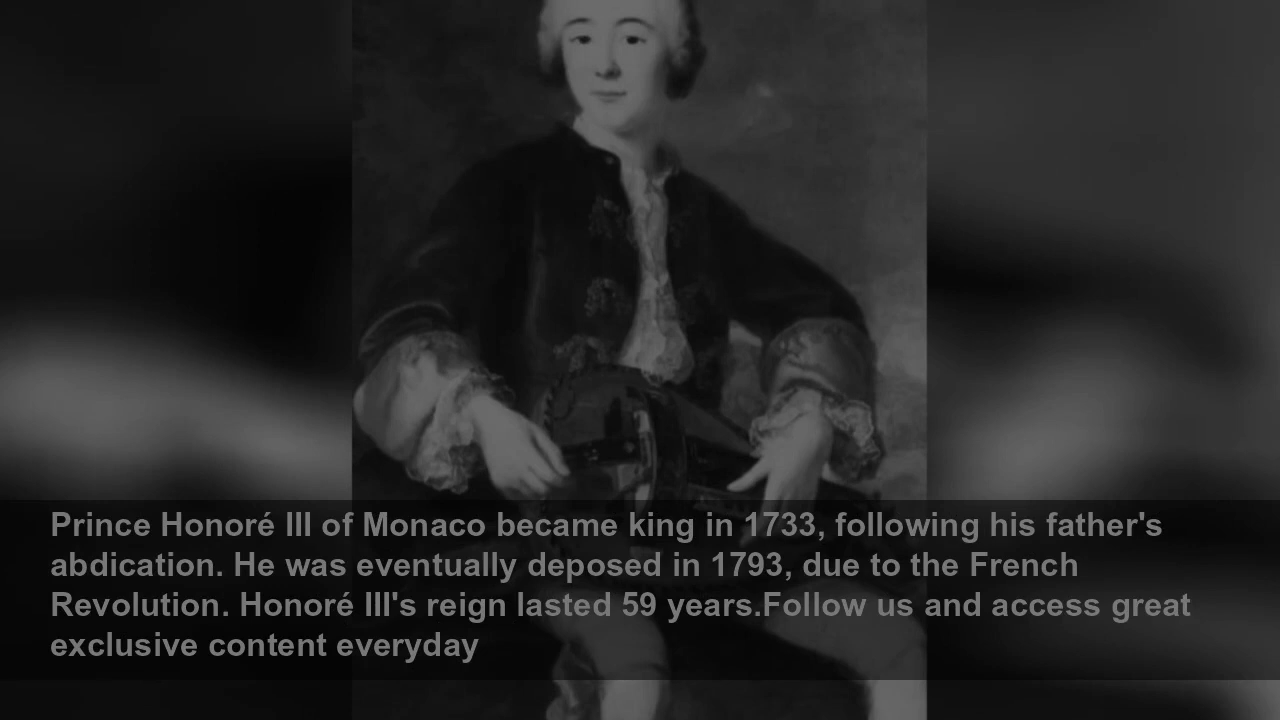 Prince Honoré III of Monaco became king in 1733, following his father's
abdication. He was eventually deposed in 1793, due to the French
Revolution. Honoré III's reign lasted 59 years.Follow us and access great
exclusive content everyday